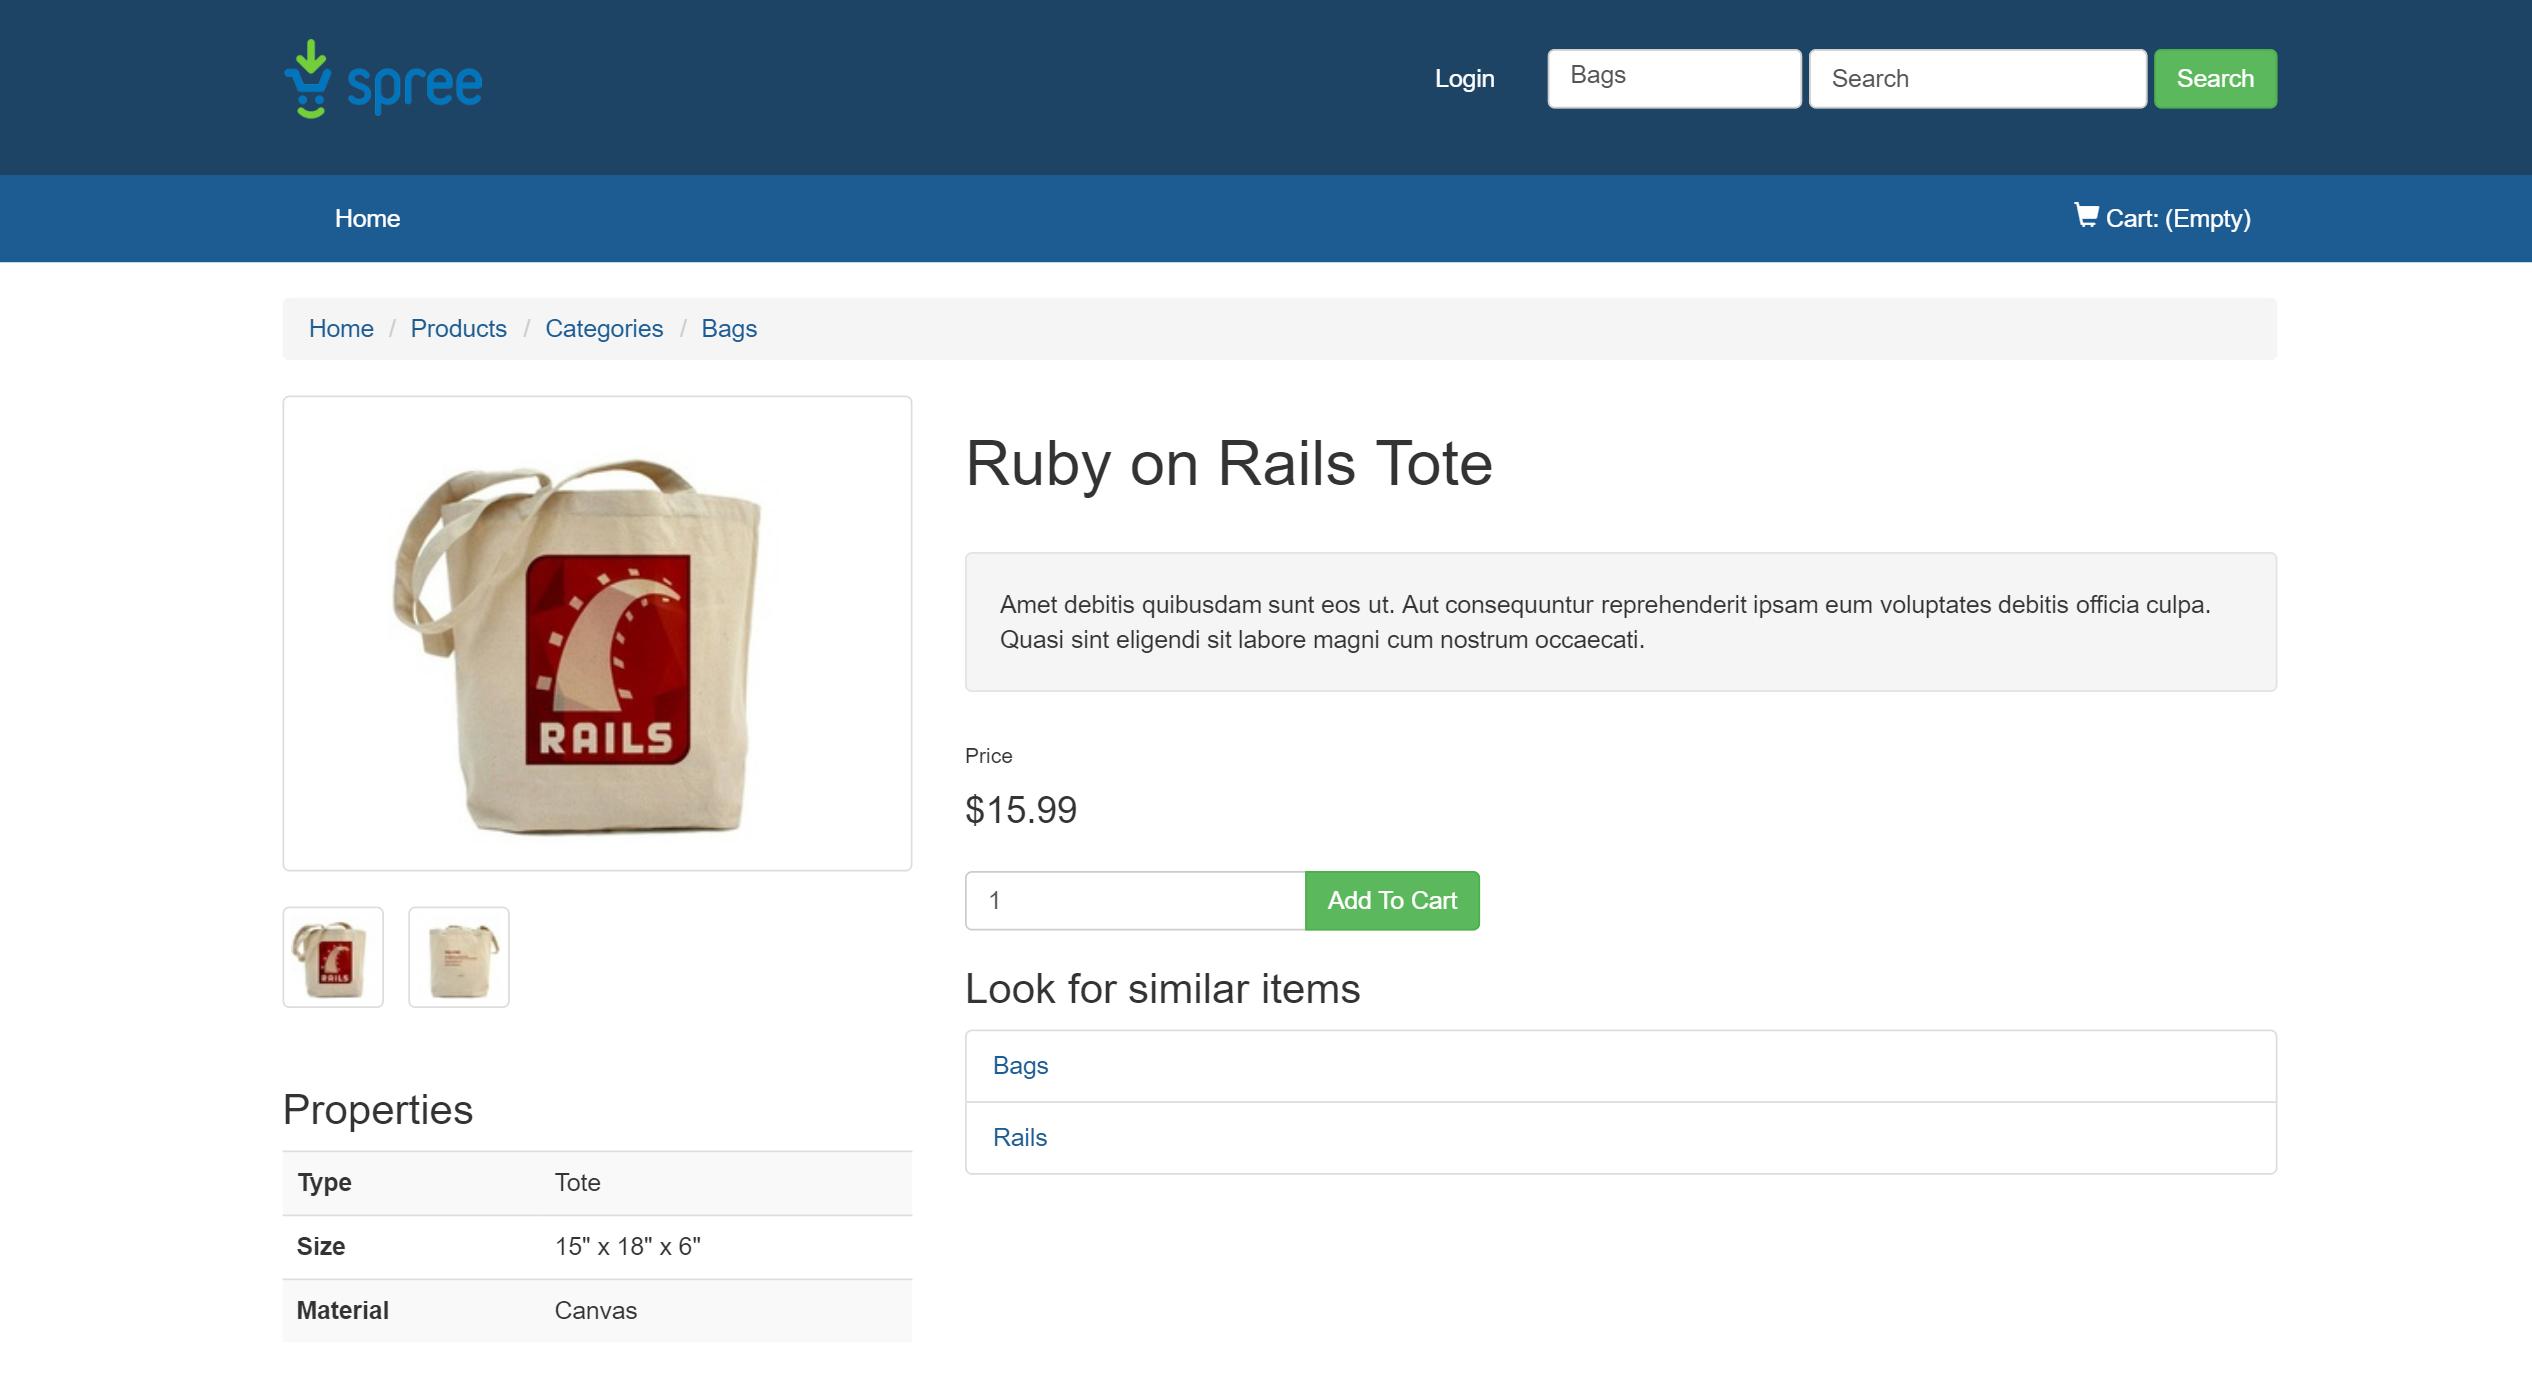 spree
Login
Bags
Search
Search
Home
Cart: (Empty)
Home / Products / Categories / Bags
RAILS
Ruby on Rails Tote
Amet debitis quibusdam sunt eos ut. Aut consequuntur reprehenderit ipsam eum voluptates debitis officia culpa.
Quasi sint eligendi sit labore magni cum nostrum occaecati.
Price
$15.99
1
Add To Cart
RAILS
Look for similar items
Bags
Rails
Properties
Type Tote
Size 15" x 18" x 6"
Material Canvas